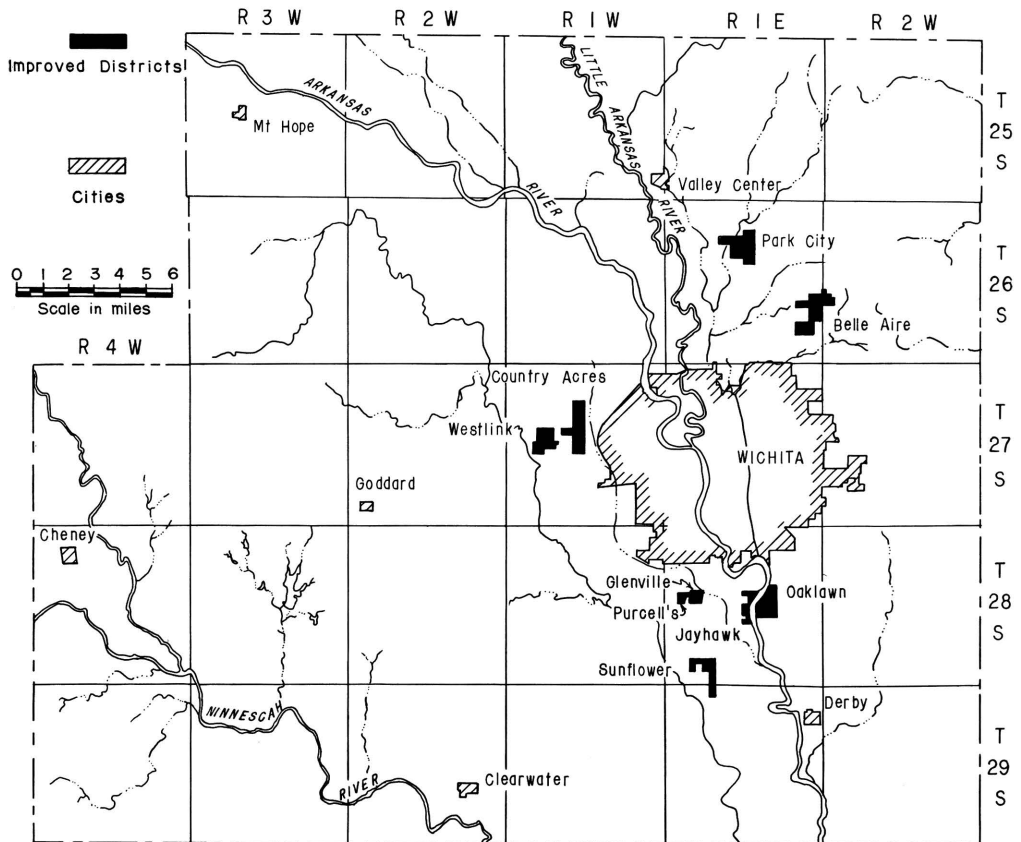 R 3 W
R 2 W
R 1 W
R 1 E
R 2 W
Improved Districts
Cities
0 1 2 3 4 5 6
Scale in miles
R 4 W
T
25
S
T
26
S
T
27
S
T
28
S
T
29
S
ARKANSAS
RIVER
LITTLE
ARKANSAS
RIVER
Mt Hope
Valley Center
Park City
Belle Aire
Country Acres
Westlink
WICHITA
Goddard
Cheney
Glenville
Purcell's
Oaklawn
Jayhawk
Sunflower
Derby
NINNESCAH
RIVER
Clearwater